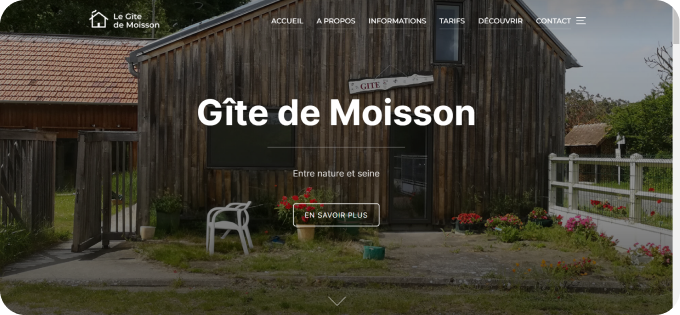 Le Gîte
de Moisson
ACCUEIL A PROPOS INFORMATIONS TARIFS DÉCOUVRIR CONTACT
GITE
Gîte de Moisson
Entre nature et seine
EN SAVOIR PLUS